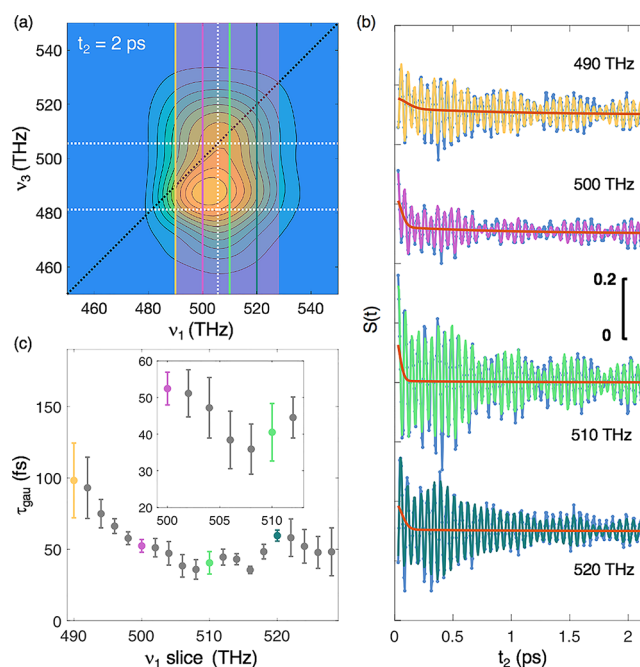 (a)
t₂ = 2 ps
ν₃ (THz)
550
540
520
500
480
460
450
460
480
500
520
550
ν₁ (THz)
(b)
490 THz
500 THz
0.2
0
S(t)
510 THz
520 THz
0
0.5
1
1.5
2
t₂ (ps)
(c)
τgau (fs)
150
100
50
0
60
50
40
30
20
500
505
510
490
500
510
520
ν₁ slice (THz)